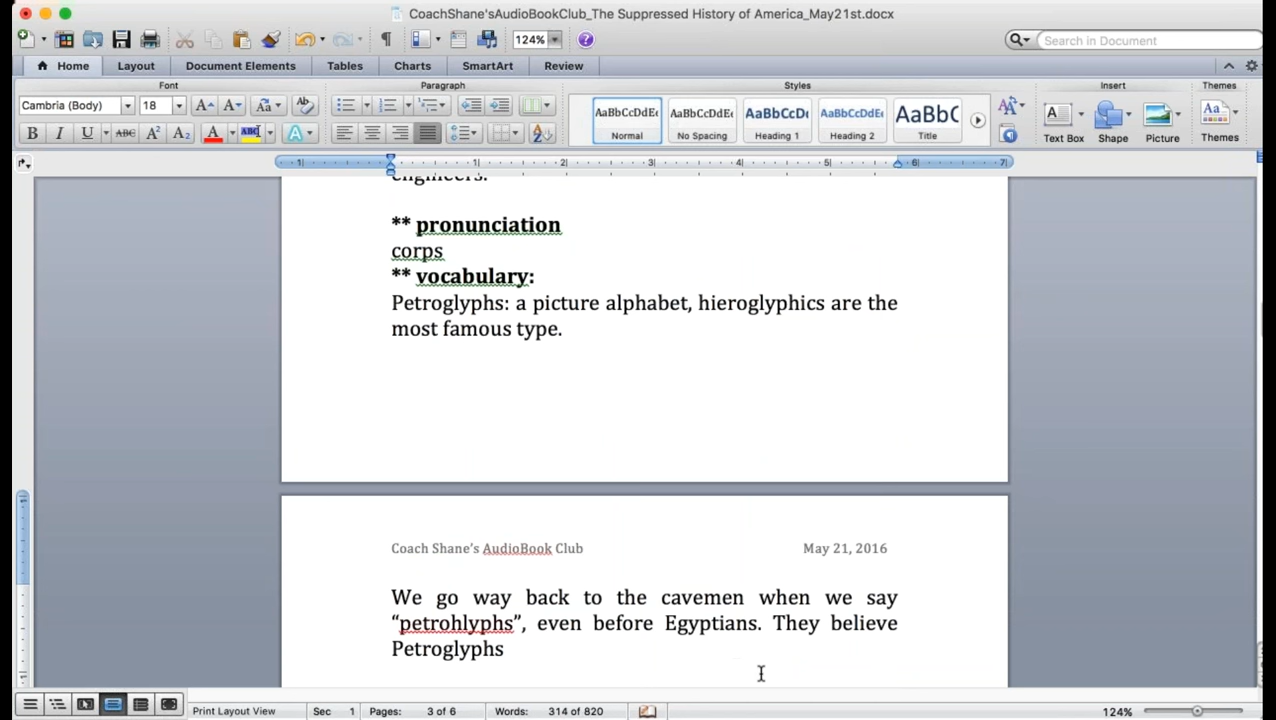 CoachShane'sAudioBookClub_The Suppressed History of America_May21st.docx
124%
Search in Document
Home Layout Document Elements Tables Charts SmartArt Review
Font Paragraph Styles Insert Themes
Cambria (Body) 18
AaBbCcDdEe AaBbCcDdEe AaBbCcDc AaBbCcDdEe AaBbC
Normal No Spacing Heading 1 Heading 2 Title
Text Box Shape Picture Themes
engineers.
** pronunciation
corps
** vocabulary:
Petroglyphs: a picture alphabet, hieroglyphics are the
most famous type.
Coach Shane's AudioBook Club May 21, 2016
We go way back to the cavemen when we say
“petrohlyphs”, even before Egyptians. They believe
Petroglyphs
Print Layout View Sec 1 Pages: 3 of 6 Words: 314 of 820 124%